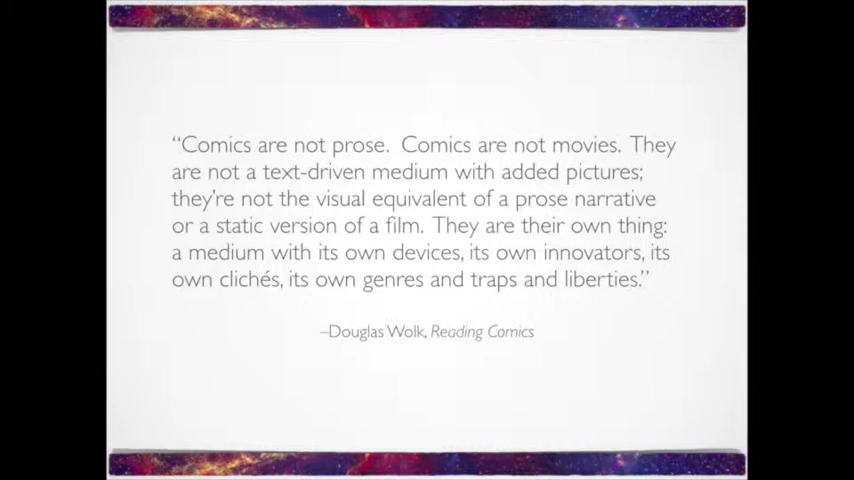 “Comics are not prose.  Comics are not movies.  They
are not a text-driven medium with added pictures;
they’re not the visual equivalent of a prose narrative
or a static version of a film.  They are their own thing:
a medium with its own devices, its own innovators, its
own clichés, its own genres and traps and liberties.”
–Douglas Wolk, Reading Comics